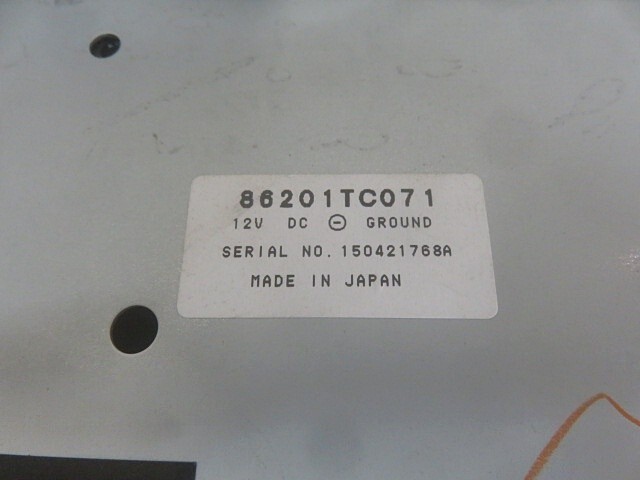 86201TC071
12V DC ⊖ GROUND
SERIAL NO. 150421768A
MADE IN JAPAN